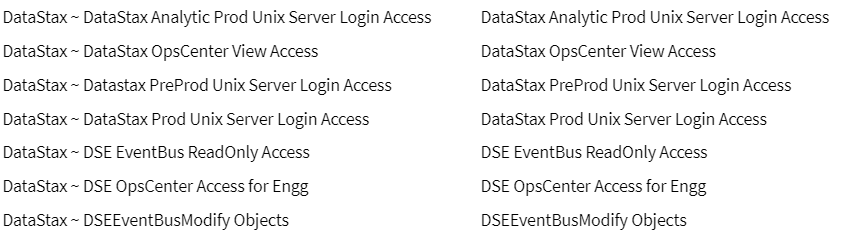 DataStax ~ DataStax Analytic Prod Unix Server Login Access DataStax Analytic Prod Unix Server Login Access
DataStax ~ DataStax OpsCenter View Access DataStax OpsCenter View Access
DataStax ~ Datastax PreProd Unix Server Login Access DataStax PreProd Unix Server Login Access
DataStax ~ DataStax Prod Unix Server Login Access DataStax Prod Unix Server Login Access
DataStax ~ DSE EventBus ReadOnly Access DSE EventBus ReadOnly Access
DataStax ~ DSE OpsCenter Access for Engg DSE OpsCenter Access for Engg
DataStax ~ DSEEventBusModify Objects DSEEventBusModify Objects